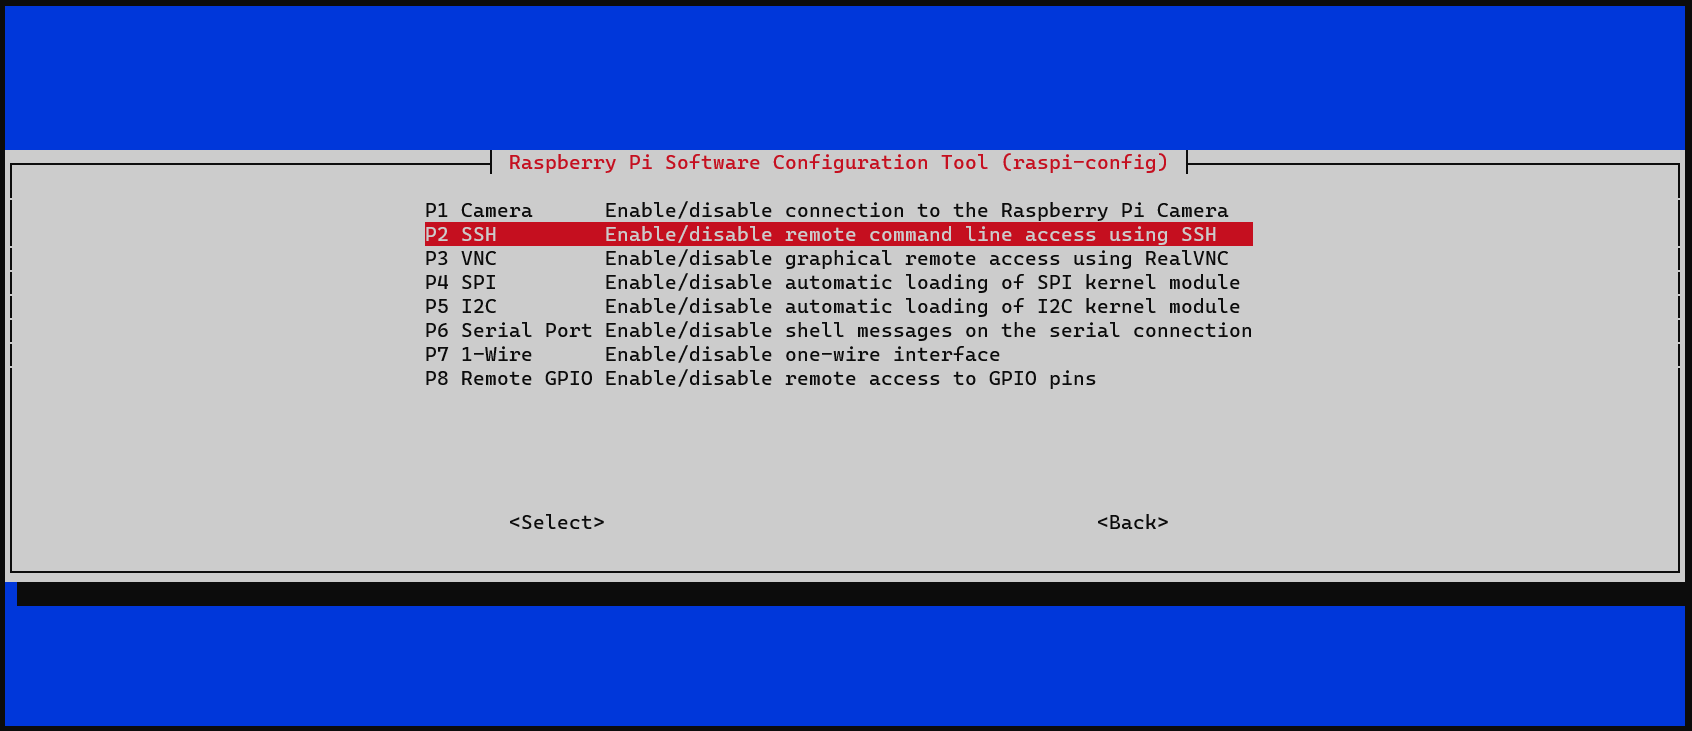 Raspberry Pi Software Configuration Tool (raspi-config)
P1 Camera Enable/disable connection to the Raspberry Pi Camera
P2 SSH Enable/disable remote command line access using SSH
P3 VNC Enable/disable graphical remote access using RealVNC
P4 SPI Enable/disable automatic loading of SPI kernel module
P5 I2C Enable/disable automatic loading of I2C kernel module
P6 Serial Port Enable/disable shell messages on the serial connection
P7 1-Wire Enable/disable one-wire interface
P8 Remote GPIO Enable/disable remote access to GPIO pins
<Select> <Back>